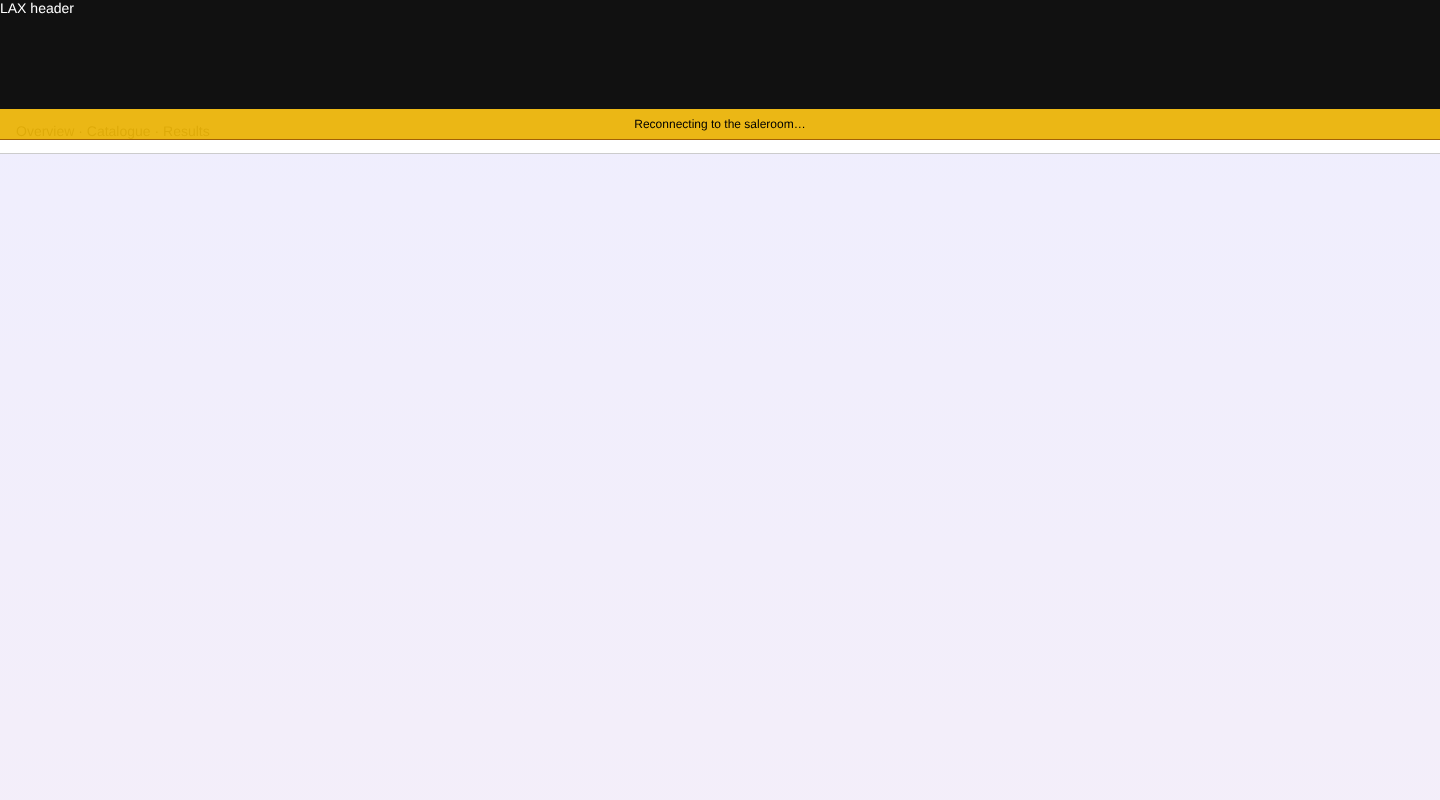 LAX header
Reconnecting to the saleroom…
Overview · Catalogue · Results